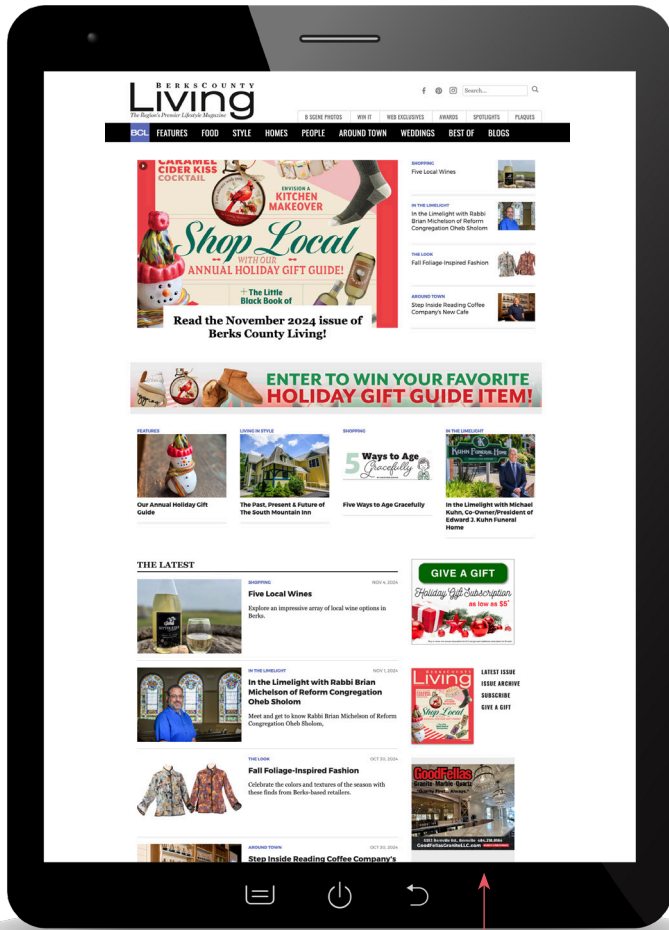 BERKS COUNTY
Living
The Region's Premier Lifestyle Magazine
Search...
8 SCENE PHOTOS WIN IT WEB EXCLUSIVES AWARDS SPOTLIGHTS PLAQUES
BCL FEATURES FOOD STYLE HOMES PEOPLE AROUND TOWN WEDDINGS BEST OF BLOGS
CARAMEL
CIDER KISS
COCKTAIL
ENVISION A
KITCHEN
MAKEOVER
Shop Local
WITH OUR
ANNUAL HOLIDAY GIFT GUIDE!
+ The Little
Black Book of
Read the November 2024 issue of
Berks County Living!
SHOPPING
Five Local Wines
IN THE LIMELIGHT
In the Limelight with Rabbi
Brian Michelson of Reform
Congregation Oheb Sholom
THE LOOK
Fall Foliage-Inspired Fashion
AROUND TOWN
Step Inside Reading Coffee
Company's New Cafe
ENTER TO WIN YOUR FAVORITE
HOLIDAY GIFT GUIDE ITEM!
FEATURES
Our Annual Holiday Gift
Guide
LIVING IN STYLE
The Past, Present & Future of
The South Mountain Inn
SHOPPING
5 Ways to Age
Gracefully
Five Ways to Age Gracefully
IN THE LIMELIGHT
Kuhn Funeral Home
In the Limelight with Michael
Kuhn, Co-Owner/President of
Edward J. Kuhn Funeral
Home
THE LATEST
SHOPPING NOV 4, 2024
Five Local Wines
Explore an impressive array of local wine options in
Berks.
IN THE LIMELIGHT NOV 1, 2024
In the Limelight with Rabbi Brian
Michelson of Reform Congregation
Oheb Sholom
Meet and get to know Rabbi Brian Michelson of Reform
Congregation Oheb Sholom,
THE LOOK OCT 30, 2024
Fall Foliage-Inspired Fashion
Celebrate the colors and textures of the season with
these finds from Berks-based retailers.
AROUND TOWN OCT 30, 2024
Step Inside Reading Coffee Company's
GIVE A GIFT
Holiday Gift Subscription
as low as $5*
BERKS COUNTY
Living
Shop Local
LATEST ISSUE
ISSUE ARCHIVE
SUBSCRIBE
GIVE A GIFT
GoodFellas
Granite · Marble · Quartz
GoodFellasGraniteLLC.com